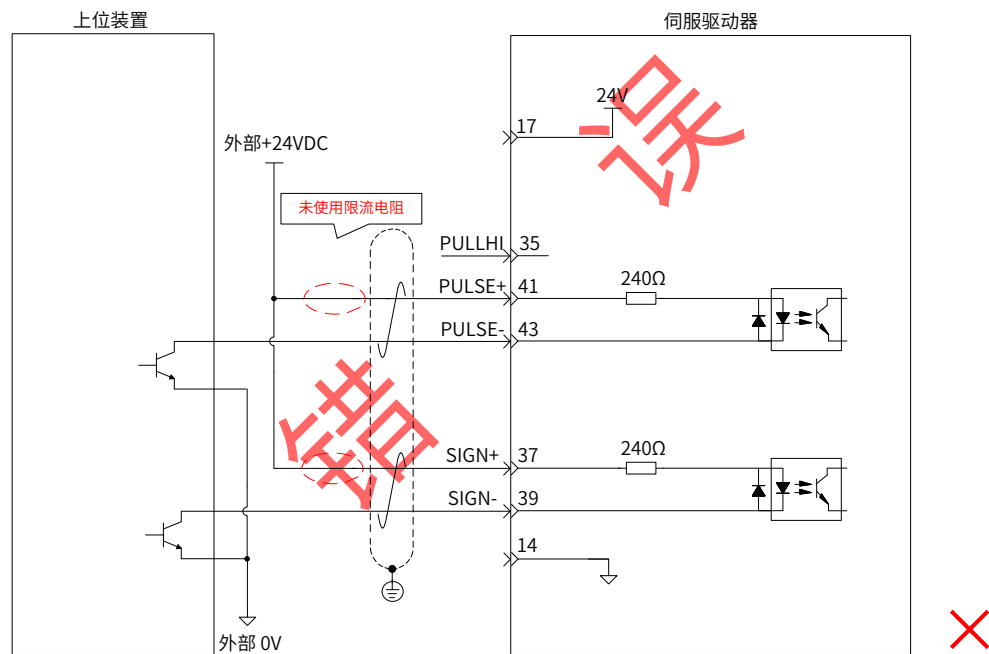 上位装置
伺服驱动器
24V
17
外部+24VDC
未使用限流电阻
PULLHI 35
PULSE+ 41
240Ω
PULSE- 43
SIGN+ 37
240Ω
SIGN- 39
14
外部 0V
错误